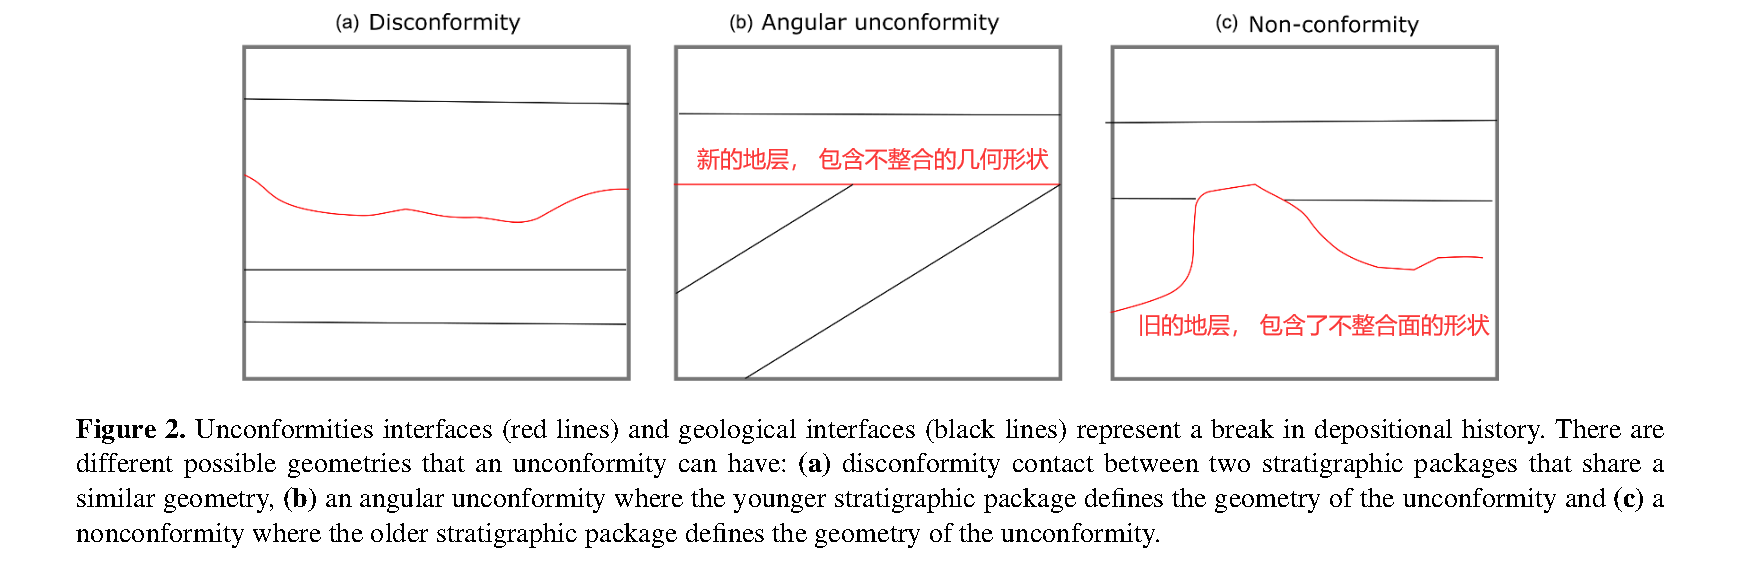 (a) Disconformity
(b) Angular unconformity
(c) Non-conformity
新的地层， 包含不整合的几何形状
旧的地层， 包含了不整合面的形状
Figure 2. Unconformities interfaces (red lines) and geological interfaces (black lines) represent a break in depositional history. There are
different possible geometries that an unconformity can have: (a) disconformity contact between two stratigraphic packages that share a
similar geometry, (b) an angular unconformity where the younger stratigraphic package defines the geometry of the unconformity and (c) a
nonconformity where the older stratigraphic package defines the geometry of the unconformity.